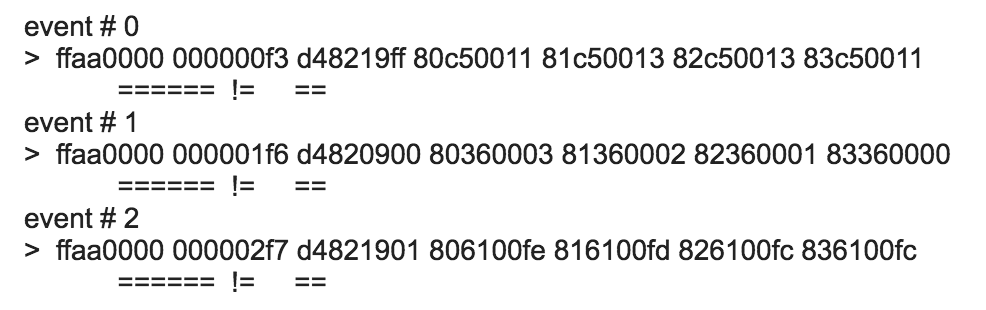 event # 0
> ffaa0000 000000f3 d48219ff 80c50011 81c50013 82c50013 83c50011
====== != ==
event # 1
> ffaa0000 000001f6 d4820900 80360003 81360002 82360001 83360000
====== != ==
event # 2
> ffaa0000 000002f7 d4821901 806100fe 816100fd 826100fc 836100fc
====== != ==